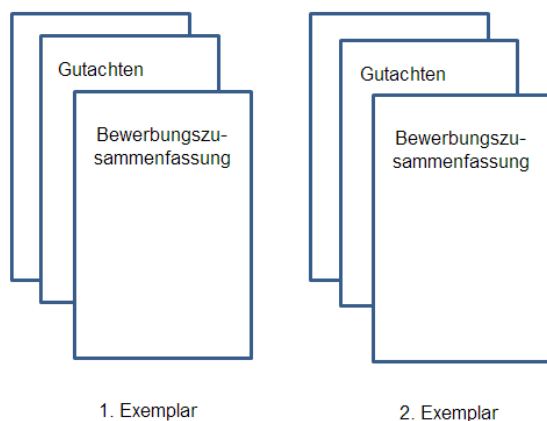 Gutachten
Bewerbungszu-
sammenfassung
1. Exemplar
Gutachten
Bewerbungszu-
sammenfassung
2. Exemplar